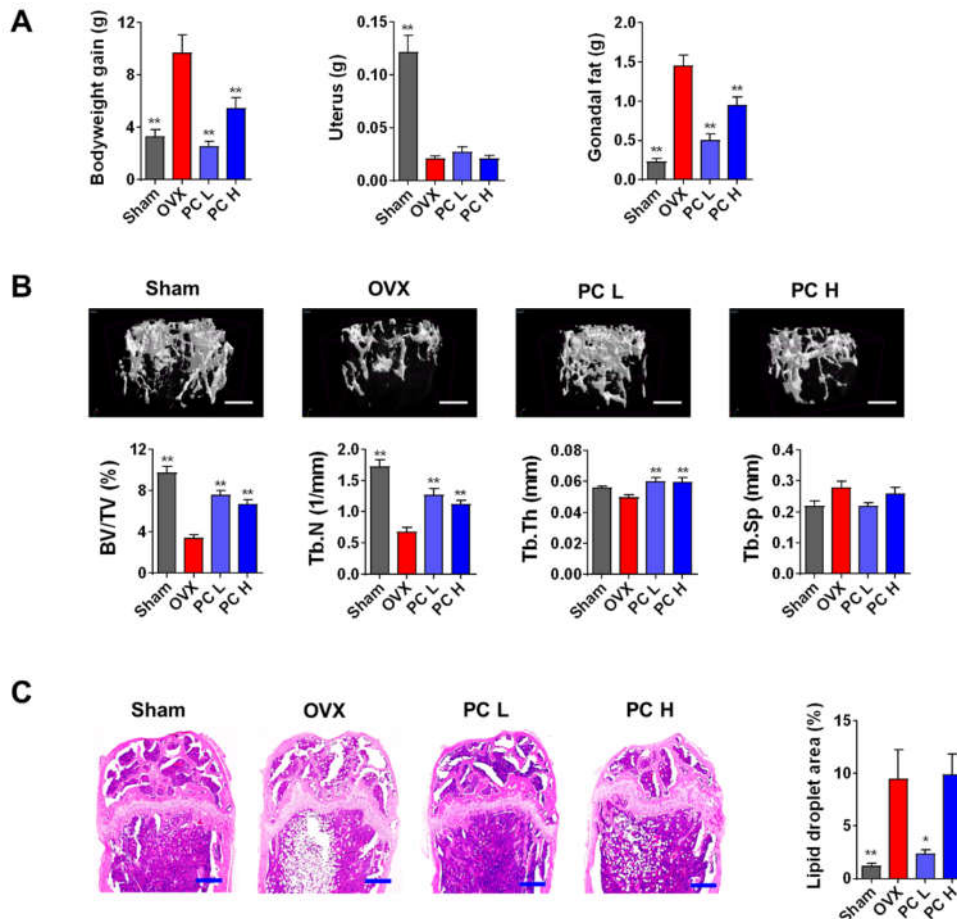 A
Bodyweight gain (g)
12
8
4
0
**
**
**
Sham
OVX
PC L
PC H
Uterus (g)
0.15
0.10
0.05
0.00
**
Sham
OVX
PC L
PC H
Gonadal fat (g)
2.0
1.5
1.0
0.5
0.0
**
**
**
Sham
OVX
PC L
PC H
B
Sham
OVX
PC L
PC H
BV/TV (%)
12
8
4
0
**
**
**
Sham
OVX
PC L
PC H
Tb.N (1/mm)
2.0
1.5
1.0
0.5
0.0
**
**
**
Sham
OVX
PC L
PC H
Tb.Th (mm)
0.08
0.06
0.04
0.02
0.00
**
**
Sham
OVX
PC L
PC H
Tb.Sp (mm)
0.4
0.3
0.2
0.1
0.0
Sham
OVX
PC L
PC H
C
Sham
OVX
PC L
PC H
Lipid droplet area (%)
15
10
5
0
**
*
Sham
OVX
PC L
PC H